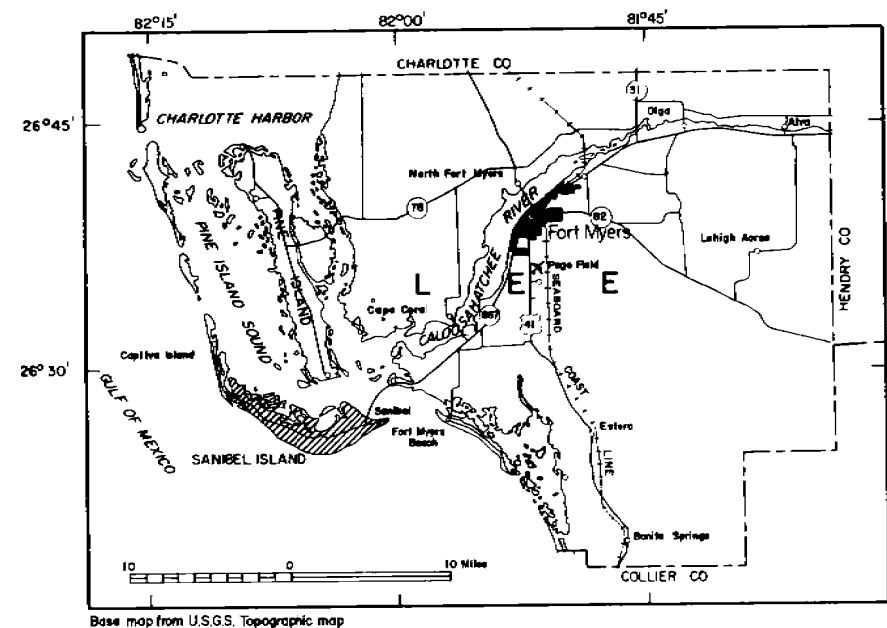 82°15'
82°00'
81°45'
CHARLOTTE CO
31
26°45'
CHARLOTTE HARBOR
Olga
Alva
North Fort Myers
78
RIVER
82
Fort Myers
Lehigh Acres
PINE ISLAND SOUND
PINE ISLAND
L E E
Page Field
HENDRY CO
Cape Coral
CALOOSAHATCHEE
867
41
SEABOARD
COAST
LINE
Captiva Island
26°30'
GULF OF MEXICO
Sanibel
Fort Myers
Beach
SANIBEL ISLAND
Estero
Bonita Springs
10 0 10 Miles
COLLIER CO
Base map from U.S.G.S. Topographic map